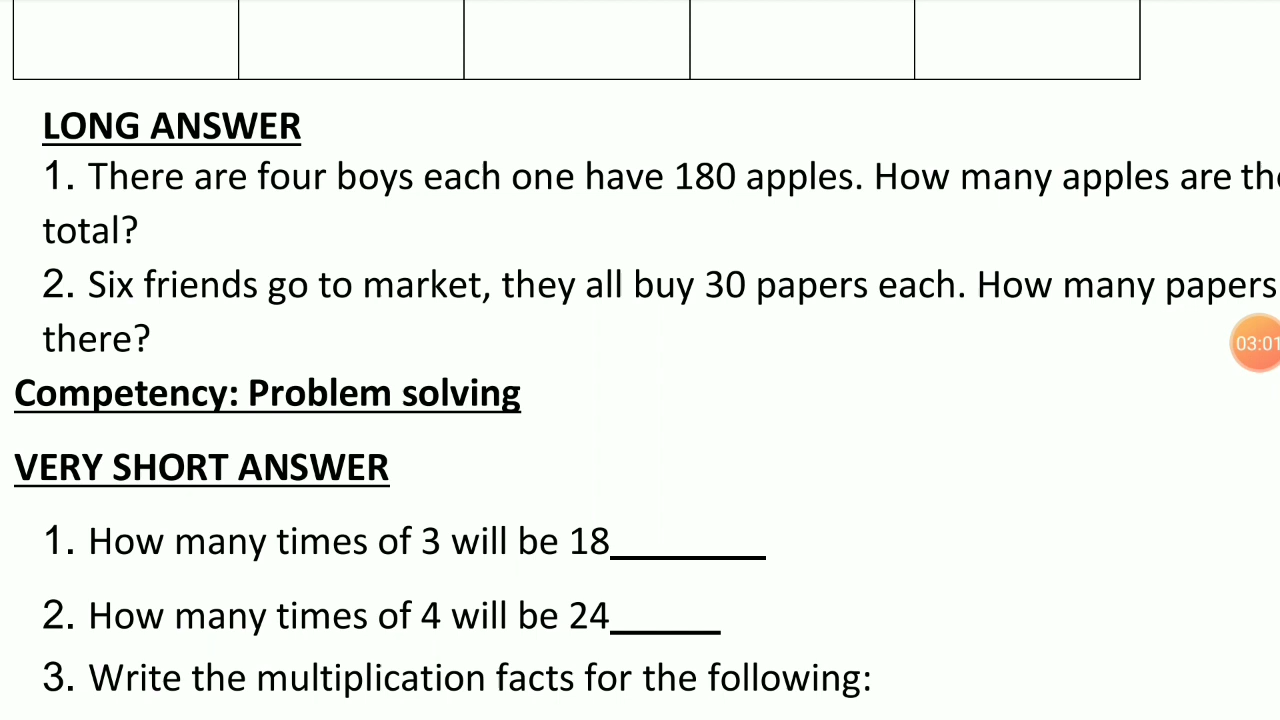 LONG ANSWER
1. There are four boys each one have 180 apples. How many apples are
total?
2. Six friends go to market, they all buy 30 papers each. How many papers
there?
03:01
Competency: Problem solving
VERY SHORT ANSWER
1. How many times of 3 will be 18________
2. How many times of 4 will be 24______
3. Write the multiplication facts for the following: